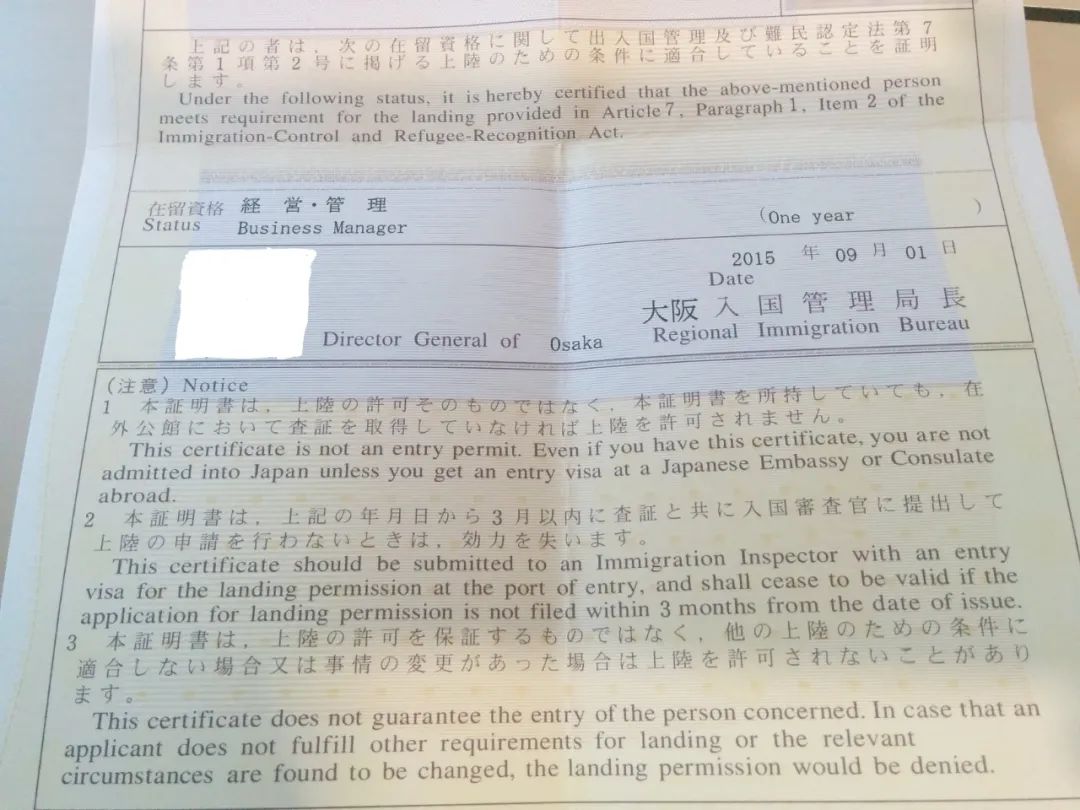 上記の者は，次の在留資格に関して出入国管理及び難民認定法第7
条第1項第2号に掲げる上陸のための条件に適合していることを証明
します。
Under the following status, it is hereby certified that the above-mentioned person
meets requirement for the landing provided in Article 7, Paragraph 1, Item 2 of the
Immigration-Control and Refugee-Recognition Act.
在留資格 経 営・管 理
Status Business Manager
(One year )
2015 年 09 月 01 日
Date
大阪 入国管理局長
Director General of Osaka Regional Immigration Bureau
（注意）Notice
1 本証明書は，上陸の許可そのものではなく，本証明書を所持していても，在
外公館において査証を取得していなければ上陸を許可されません。
This certificate is not an entry permit. Even if you have this certificate, you are not
admitted into Japan unless you get an entry visa at a Japanese Embassy or Consulate
abroad.
2 本証明書は，上記の年月日から3月以内に査証と共に入国審査官に提出して
上陸の申請を行わないときは，効力を失います。
This certificate should be submitted to an Immigration Inspector with an entry
visa for the landing permission at the port of entry, and shall cease to be valid if the
application for landing permission is not filed within 3 months from the date of issue.
3 本証明書は，上陸の許可を保証するものではなく，他の上陸のための条件に
適合しない場合又は事情の変更があった場合は上陸を許可されないことがあり
ます。
This certificate does not guarantee the entry of the person concerned. In case that an
applicant does not fulfill other requirements for landing or the relevant
circumstances are found to be changed, the landing permission would be denied.